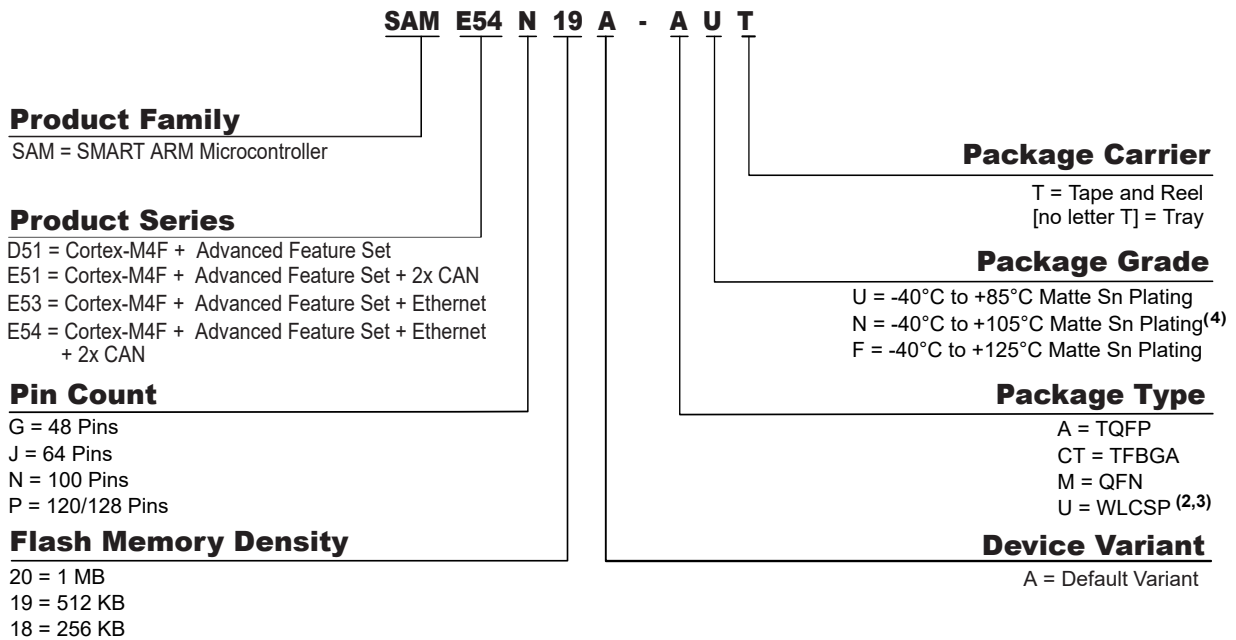 SAM E54 N 19 A - A U T
Product Family
SAM = SMART ARM Microcontroller
Product Series
D51 = Cortex-M4F + Advanced Feature Set
E51 = Cortex-M4F + Advanced Feature Set + 2x CAN
E53 = Cortex-M4F + Advanced Feature Set + Ethernet
E54 = Cortex-M4F + Advanced Feature Set + Ethernet
+ 2x CAN
Pin Count
G = 48 Pins
J = 64 Pins
N = 100 Pins
P = 120/128 Pins
Flash Memory Density
20 = 1 MB
19 = 512 KB
18 = 256 KB
Package Carrier
T = Tape and Reel
[no letter T] = Tray
Package Grade
U = -40°C to +85°C Matte Sn Plating
N = -40°C to +105°C Matte Sn Plating(4)
F = -40°C to +125°C Matte Sn Plating
Package Type
A = TQFP
CT = TFBGA
M = QFN
U = WLCSP (2,3)
Device Variant
A = Default Variant